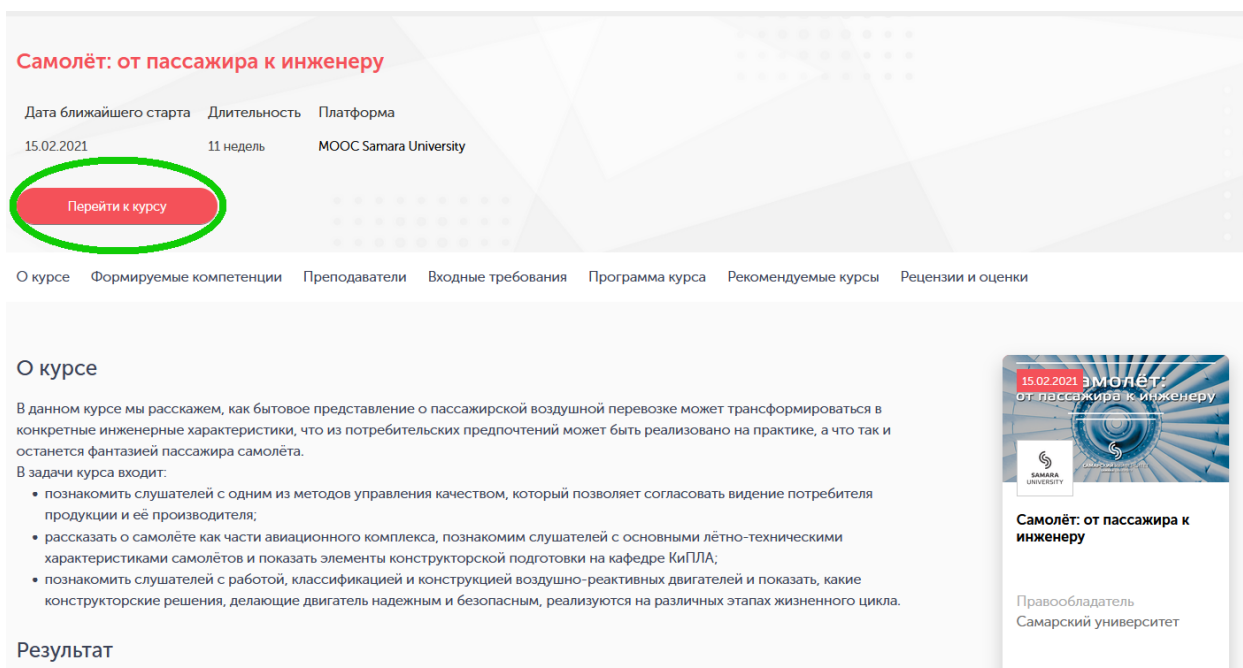 Самолёт: от пассажира к инженеру
Дата ближайшего старта Длительность Платформа
15.02.2021 11 недель MOOC Samara University
Перейти к курсу
О курсе Формируемые компетенции Преподаватели Входные требования Программа курса Рекомендуемые курсы Рецензии и оценки
О курсе
В данном курсе мы расскажем, как бытовое представление о пассажирской воздушной перевозке может трансформироваться в
конкретные инженерные характеристики, что из потребительских предпочтений может быть реализовано на практике, а что так и
останется фантазией пассажира самолёта.
В задачи курса входит:
• познакомить слушателей с одним из методов управления качеством, который позволяет согласовать видение потребителя
продукции и её производителя;
• рассказать о самолёте как части авиационного комплекса, познакомим слушателей с основными лётно-техническими
характеристиками самолётов и показать элементы конструкторской подготовки на кафедре КиПЛА;
• познакомить слушателей с работой, классификацией и конструкцией воздушно-реактивных двигателей и показать, какие
конструкторские решения, делающие двигатель надежным и безопасным, реализуются на различных этапах жизненного цикла.
Результат
15.02.2021 амолёт:
от пассажира к инженеру
SAMARA
UNIVERSITY
Самолёт: от пассажира к
инженеру
Правообладатель
Самарский университет